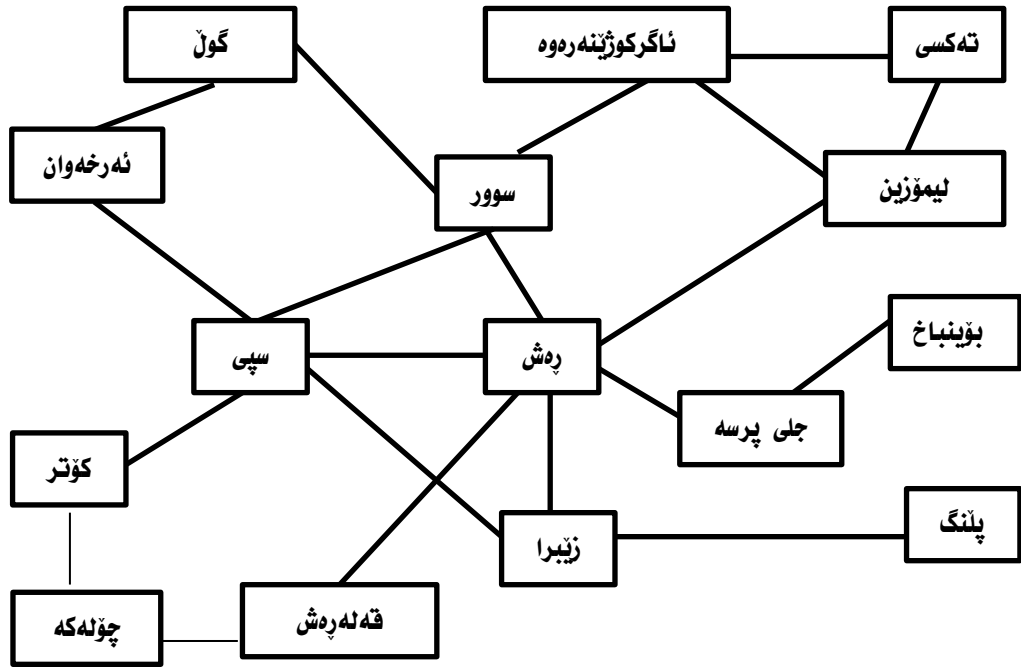 گوڵ
ئاگرکوژێنەرەوە
تەکسی
ئەرخەوان
سوور
لیمۆزین
سپی
ڕەش
بۆینباخ
جلی پرسە
کۆتر
زێبرا
پڵنگ
چۆلەکە
قەلەڕەش